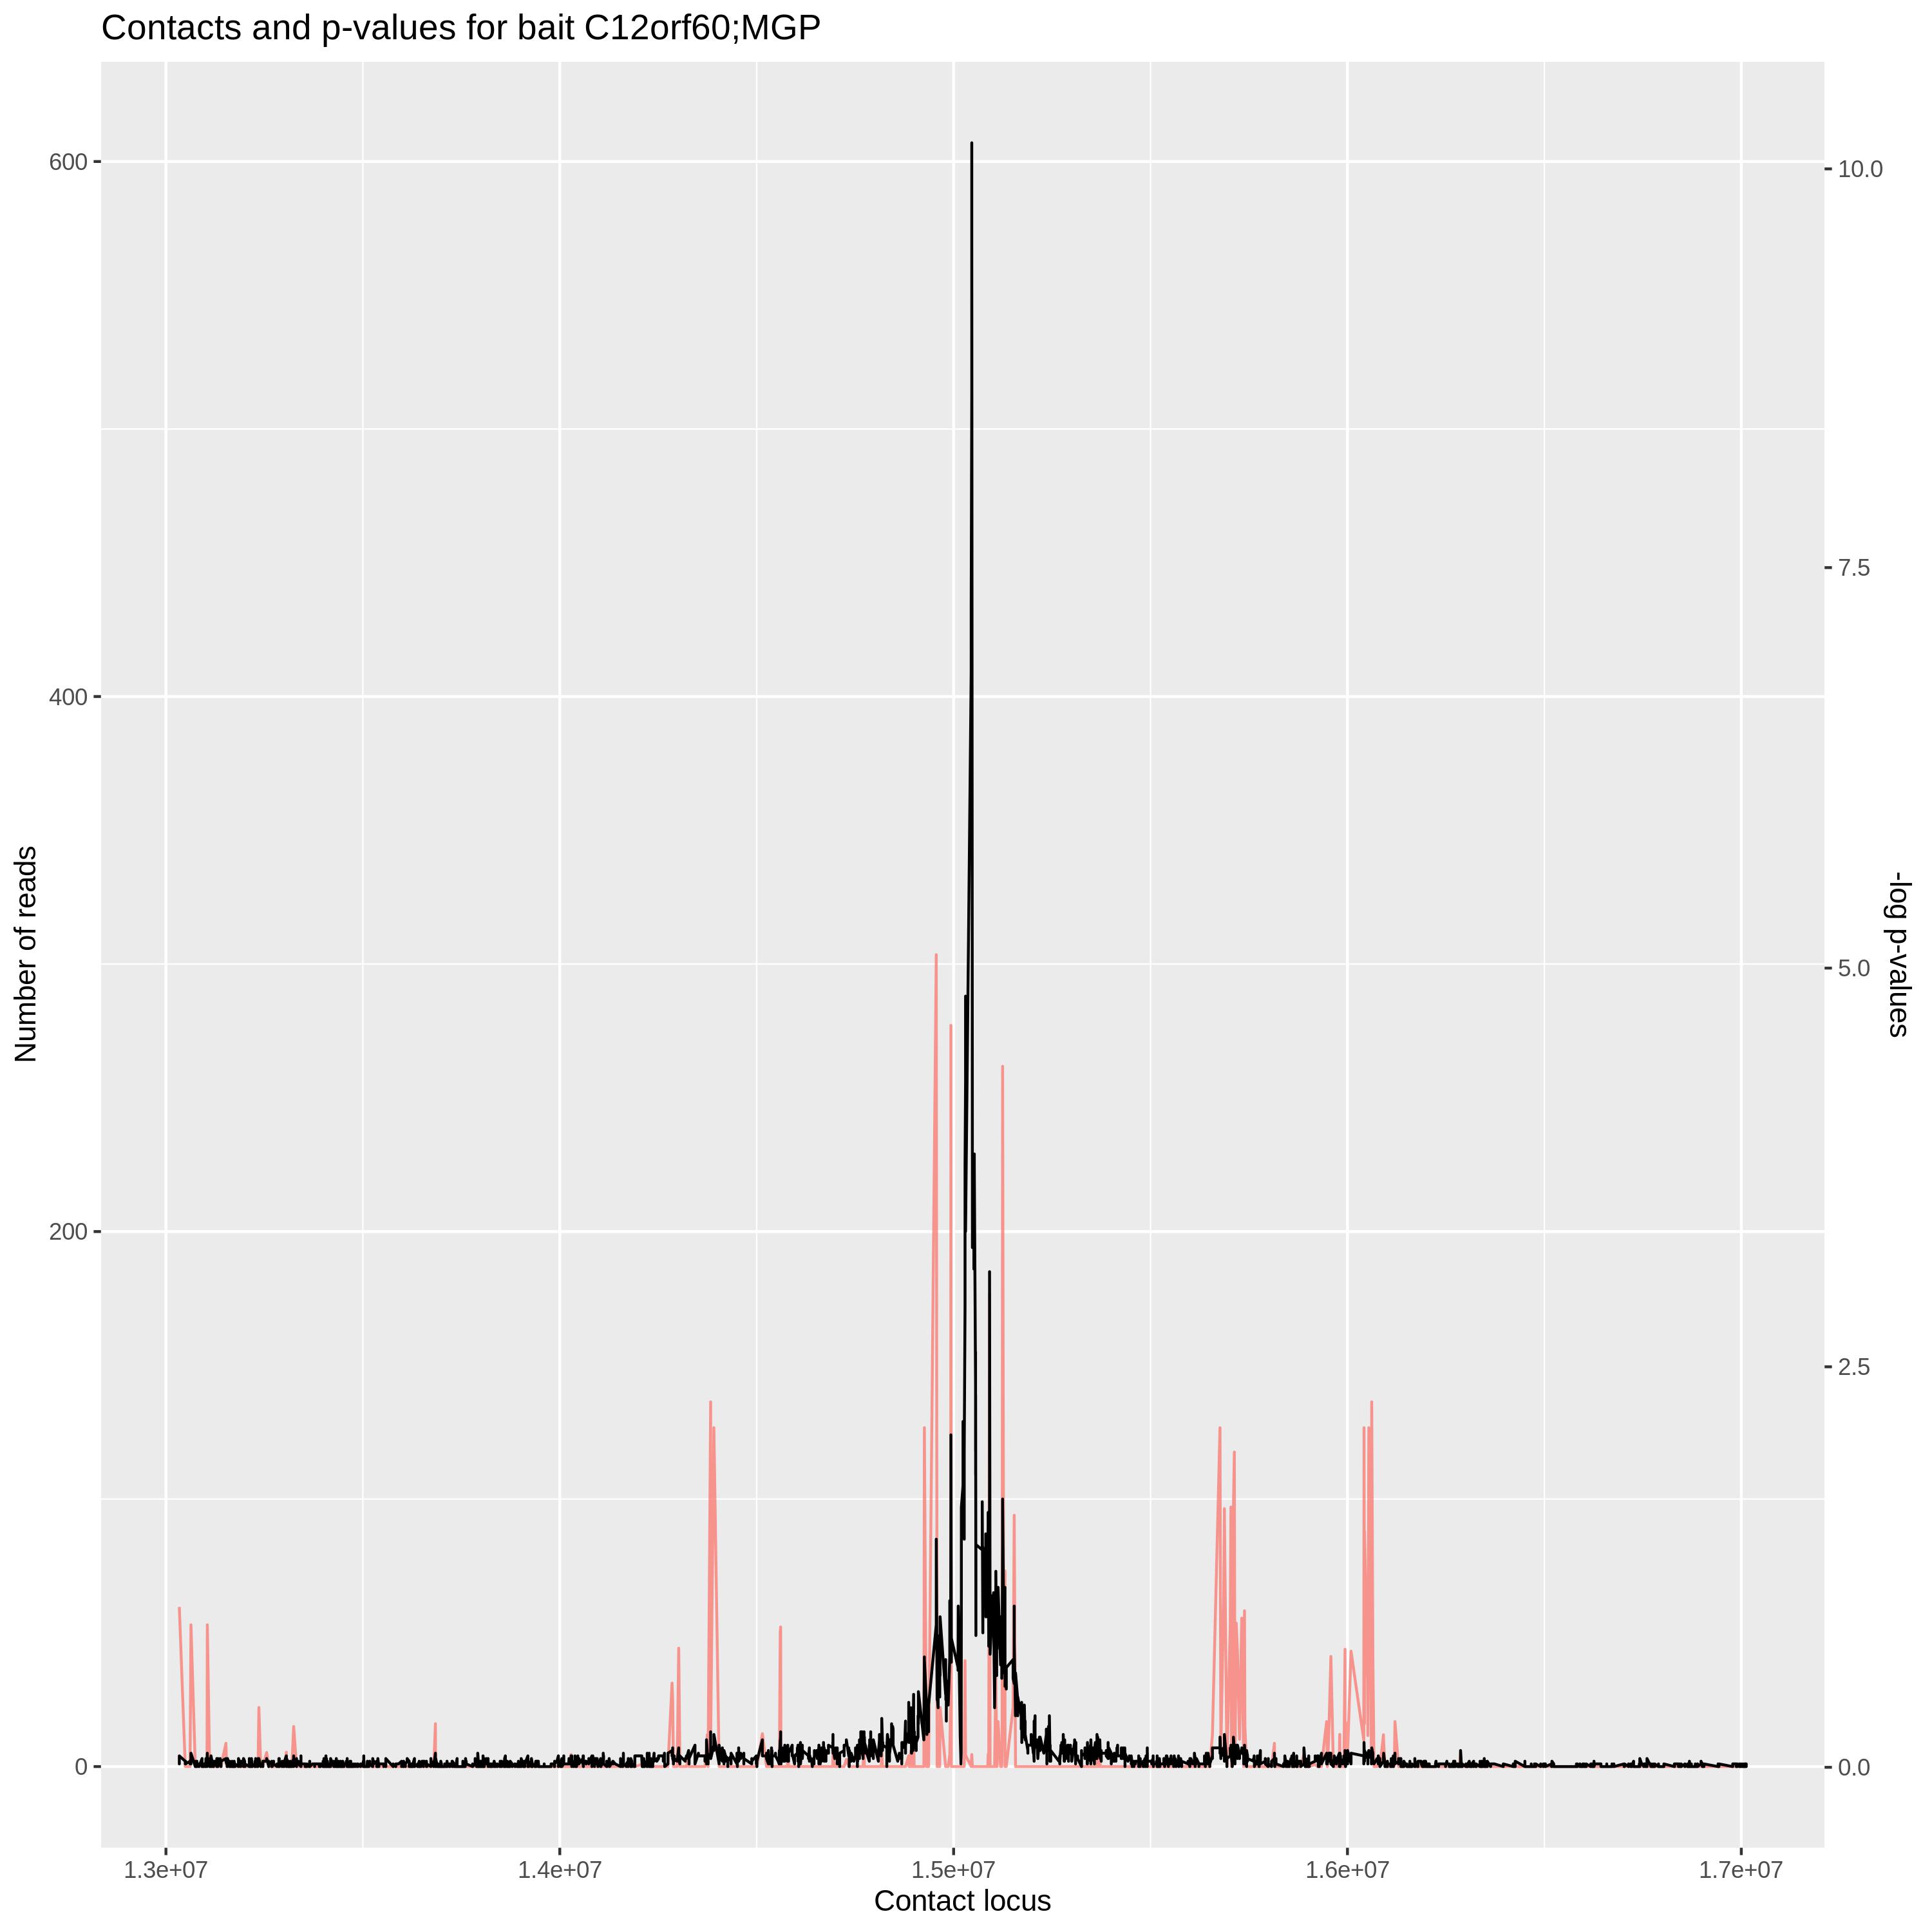 Contacts and p-values for bait C12orf60;MGP
600
400
200
0
Number of reads
10.0
7.5
5.0
2.5
0.0
-log p-values
1.3e+07
1.4e+07
1.5e+07
1.6e+07
1.7e+07
Contact locus